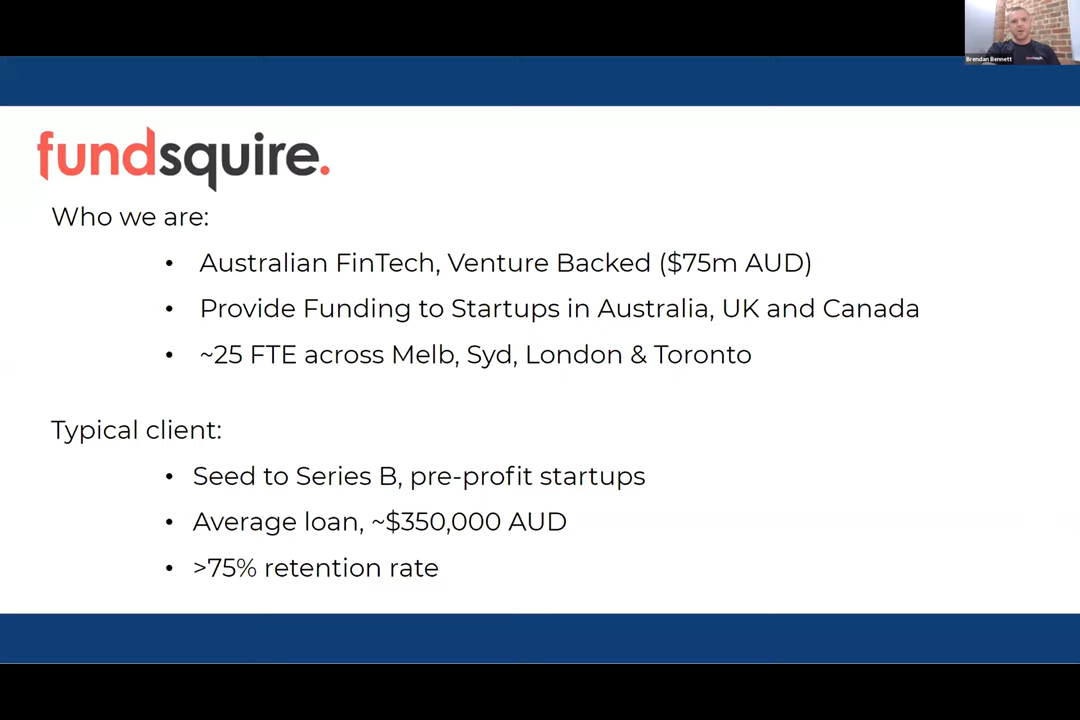 Brendan Bennett
fundsquire.
Who we are:
• Australian FinTech, Venture Backed ($75m AUD)
• Provide Funding to Startups in Australia, UK and Canada
• ~25 FTE across Melb, Syd, London & Toronto
Typical client:
• Seed to Series B, pre-profit startups
• Average loan, ~$350,000 AUD
• >75% retention rate